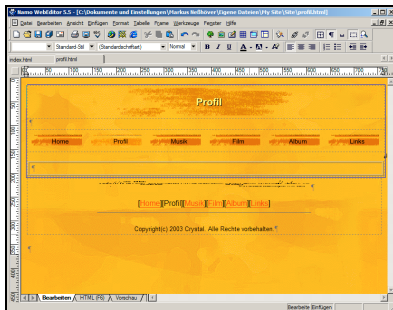 Namo WebEditor 5.5 - [C:\Dokumente und Einstellungen\Markus Neßhöver\Eigene Dateien\My Site\Site\profil.html]
Datei Bearbeiten Ansicht Einfügen Format Tabelle Frame Werkzeuge Fenster Hilfe
Standard-Stil (Standardschriftart) Normal B I U A A
index.html profil.html
Profil
Home Profil Musik Film Album Links
[Home][Profil][Musik][Film][Album][Links]
Copyright(c) 2003 Crystal. Alle Rechte vorbehalten.
Bearbeiten HTML (F6) Vorschau
Bearbeite Einfügen